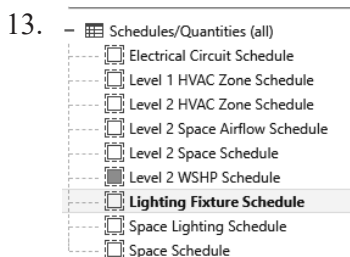 13.
Schedules/Quantities (all)
Electrical Circuit Schedule
Level 1 HVAC Zone Schedule
Level 2 HVAC Zone Schedule
Level 2 Space Airflow Schedule
Level 2 Space Schedule
Level 2 WSHP Schedule
Lighting Fixture Schedule
Space Lighting Schedule
Space Schedule